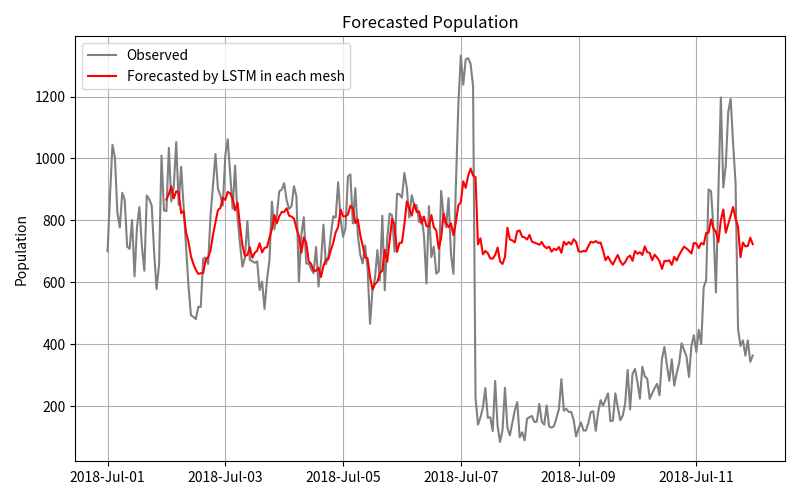 Forecasted Population
Observed
Forecasted by LSTM in each mesh
Population
1200
1000
800
600
400
200
2018-Jul-01 2018-Jul-03 2018-Jul-05 2018-Jul-07 2018-Jul-09 2018-Jul-11